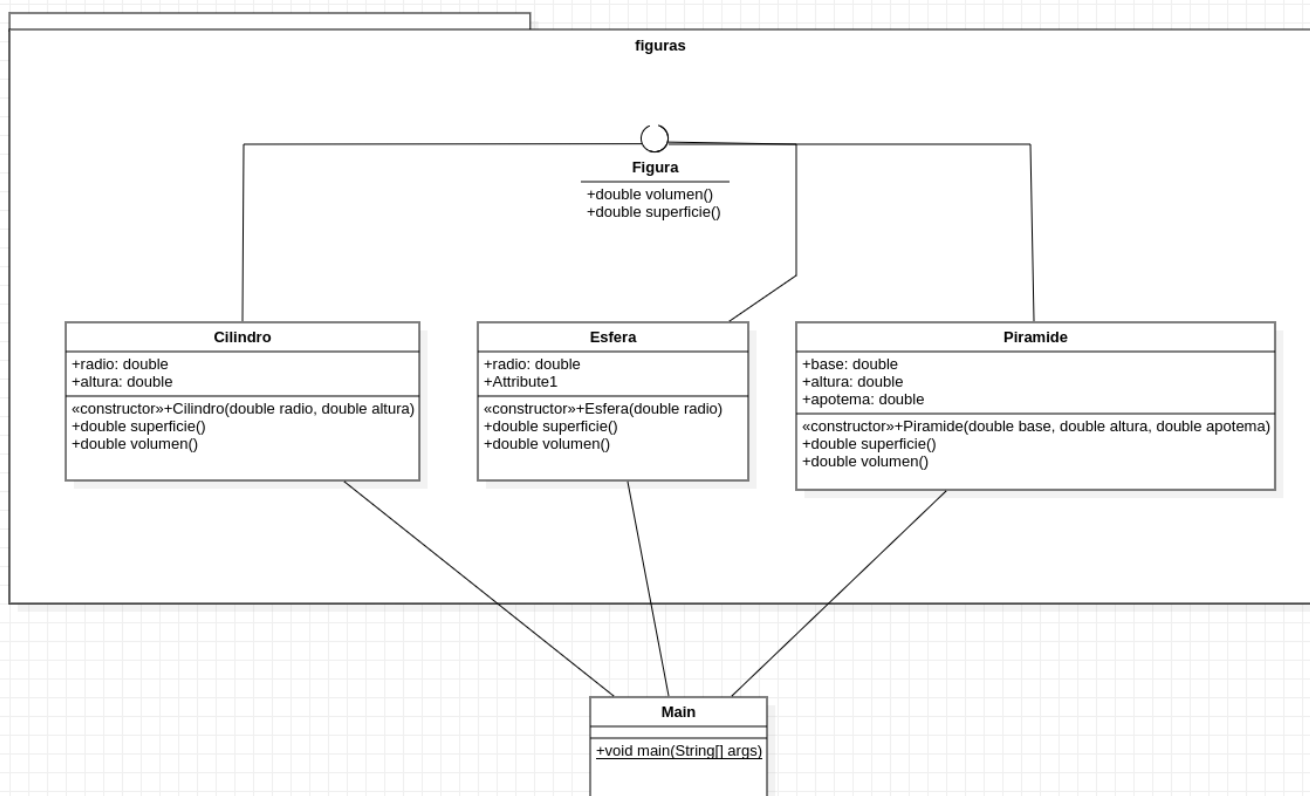 figuras
Figura
+double volumen()
+double superficie()
Cilindro
+radio: double
+altura: double
«constructor»+Cilindro(double radio, double altura)
+double superficie()
+double volumen()
Esfera
+radio: double
+Attribute1
«constructor»+Esfera(double radio)
+double superficie()
+double volumen()
Piramide
+base: double
+altura: double
+apotema: double
«constructor»+Piramide(double base, double altura, double apotema)
+double superficie()
+double volumen()
Main
+void main(String[] args)